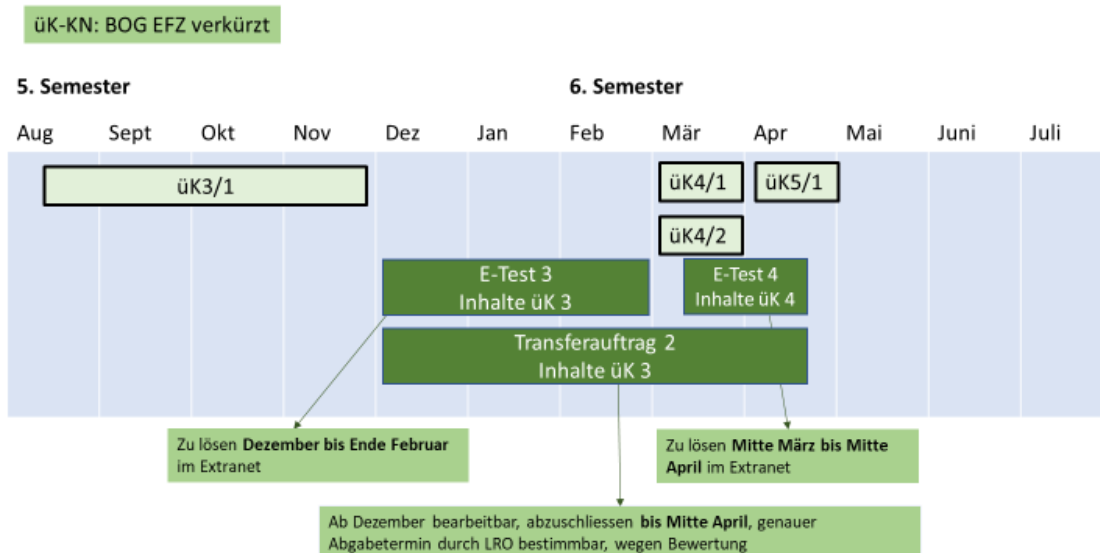 üK-KN: BOG EFZ verkürzt
5. Semester
6. Semester
Aug Sept Okt Nov Dez Jan Feb Mär Apr Mai Juni Juli
üK3/1
üK4/1
üK5/1
üK4/2
E-Test 3
Inhalte üK 3
E-Test 4
Inhalte üK 4
Transferauftrag 2
Inhalte üK 3
Zu lösen Dezember bis Ende Februar
im Extranet
Zu lösen Mitte März bis Mitte
April im Extranet
Ab Dezember bearbeitbar, abzuschliessen bis Mitte April, genauer
Abgabetermin durch LRO bestimmbar, wegen Bewertung